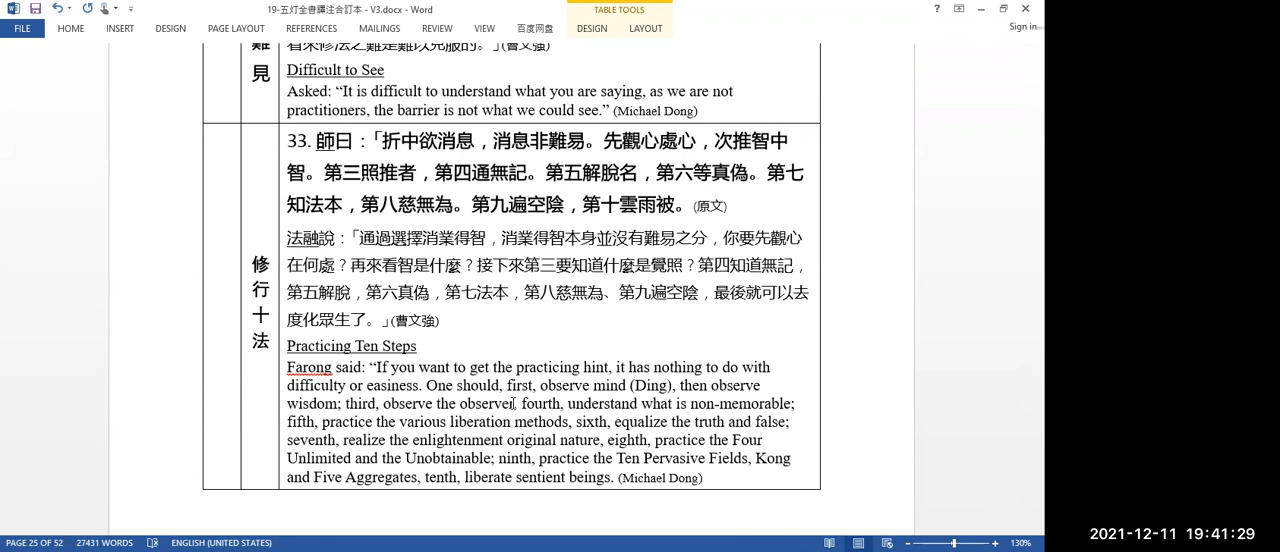 19-五灯全書譯注合訂本 - V3.docx - Word
TABLE TOOLS
FILE HOME INSERT DESIGN PAGE LAYOUT REFERENCES MAILINGS REVIEW VIEW 百度网盘 DESIGN LAYOUT
Sign in
難
見
看來修法之難是難以克服的。」(曹文強)
Difficult to See
Asked: “It is difficult to understand what you are saying, as we are not
practitioners, the barrier is not what we could see.” (Michael Dong)
修
行
十
法
33. 師曰：「折中欲消息，消息非難易。先觀心處心，次推智中
智。第三照推者，第四通無記。第五解脫名，第六等真偽。第七
知法本，第八慈無為。第九遍空陰，第十雲雨被。(原文)
法融說：「通過選擇消業得智，消業得智本身並沒有難易之分，你要先觀心
在何處？再來看智是什麼？接下來第三要知道什麼是覺照？第四知道無記，
第五解脫，第六真偽，第七法本，第八慈無為、第九遍空陰，最後就可以去
度化眾生了。」(曹文強)
Practicing Ten Steps
Farong said: “If you want to get the practicing hint, it has nothing to do with
difficulty or easiness. One should, first, observe mind (Ding), then observe
wisdom; third, observe the observer, fourth, understand what is non-memorable;
fifth, practice the various liberation methods, sixth, equalize the truth and false;
seventh, realize the enlightenment original nature, eighth, practice the Four
Unlimited and the Unobtainable; ninth, practice the Ten Pervasive Fields, Kong
and Five Aggregates, tenth, liberate sentient beings. (Michael Dong)
2021-12-11 19:41:29
PAGE 25 OF 52 27431 WORDS ENGLISH (UNITED STATES) 130%